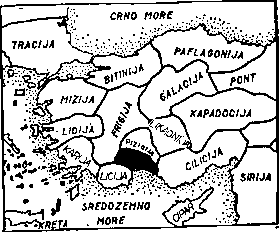 CRNO MORE
TRACIJA
PAFLAGONIJA
BITINIJA
GALACIJA
PONT
MIZIJA
FRIGIJA
KAPADOCIJA
LIDIJA
LIKAONIJA
KARIJA
PIZIDIJA
CILICIJA
LICIJA
SIRIJA
SREDOZEMNO
MORE
CIPAR
KRETA